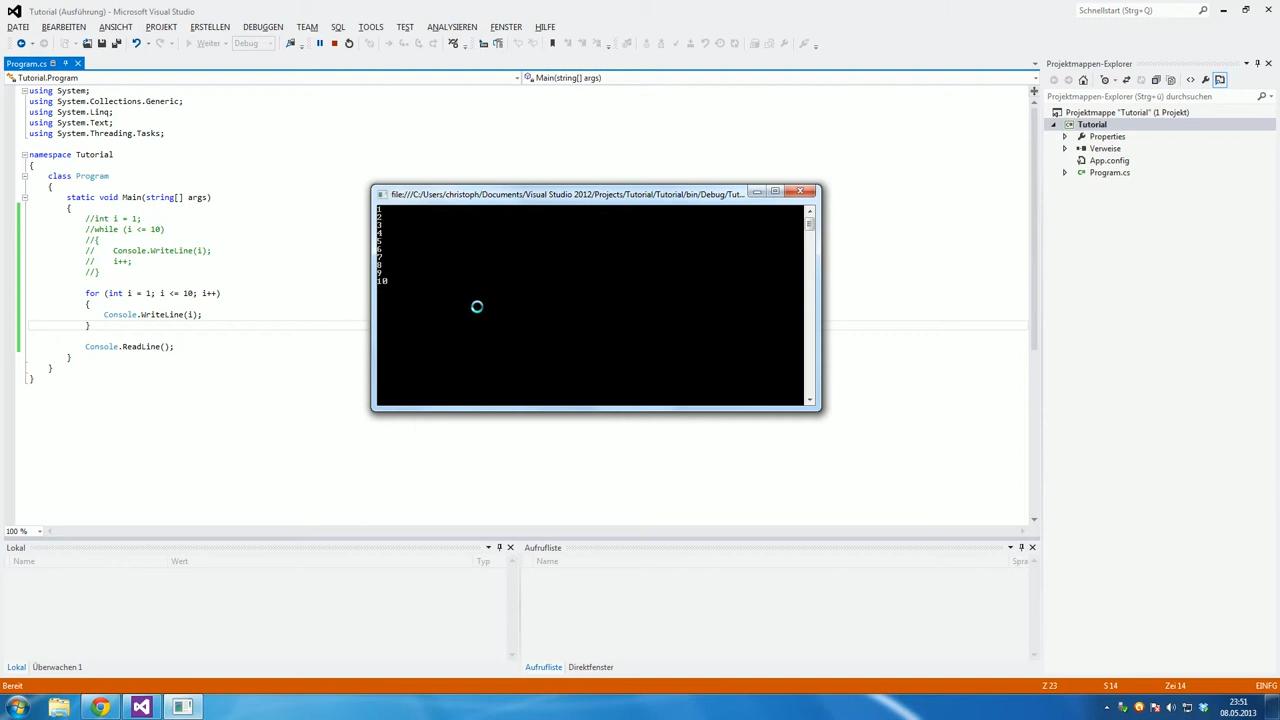 Tutorial (Ausführung) - Microsoft Visual Studio
Schnellstart (Strg+Q)
DATEI BEARBEITEN ANSICHT PROJEKT ERSTELLEN DEBUGGEN TEAM SQL TOOLS TEST ANALYSIEREN FENSTER HILFE
Weiter Debug
Program.cs
Tutorial.Program
Main(string[] args)
using System;
using System.Collections.Generic;
using System.Linq;
using System.Text;
using System.Threading.Tasks;
namespace Tutorial
{
class Program
{
static void Main(string[] args)
{
//int i = 1;
//while (i <= 10)
//{
// Console.WriteLine(i);
// i++;
//}
for (int i = 1; i <= 10; i++)
{
Console.WriteLine(i);
}
Console.ReadLine();
}
}
}
file:///C:/Users/christoph/Documents/Visual Studio 2012/Projects/Tutorial/Tutorial/bin/Debug/Tut...
1
2
3
4
5
6
7
8
9
10
Projektmappen-Explorer
Projektmappen-Explorer (Strg+ü) durchsuchen
Projektmappe "Tutorial" (1 Projekt)
Tutorial
Properties
Verweise
App.config
Program.cs
100 %
Lokal
Name Wert Typ
Lokal Überwachen 1
Aufrufliste
Name Spra
Aufrufliste Direktfenster
Bereit Z 23 S 14 Zei 14 EINFG
23:51
08.05.2013